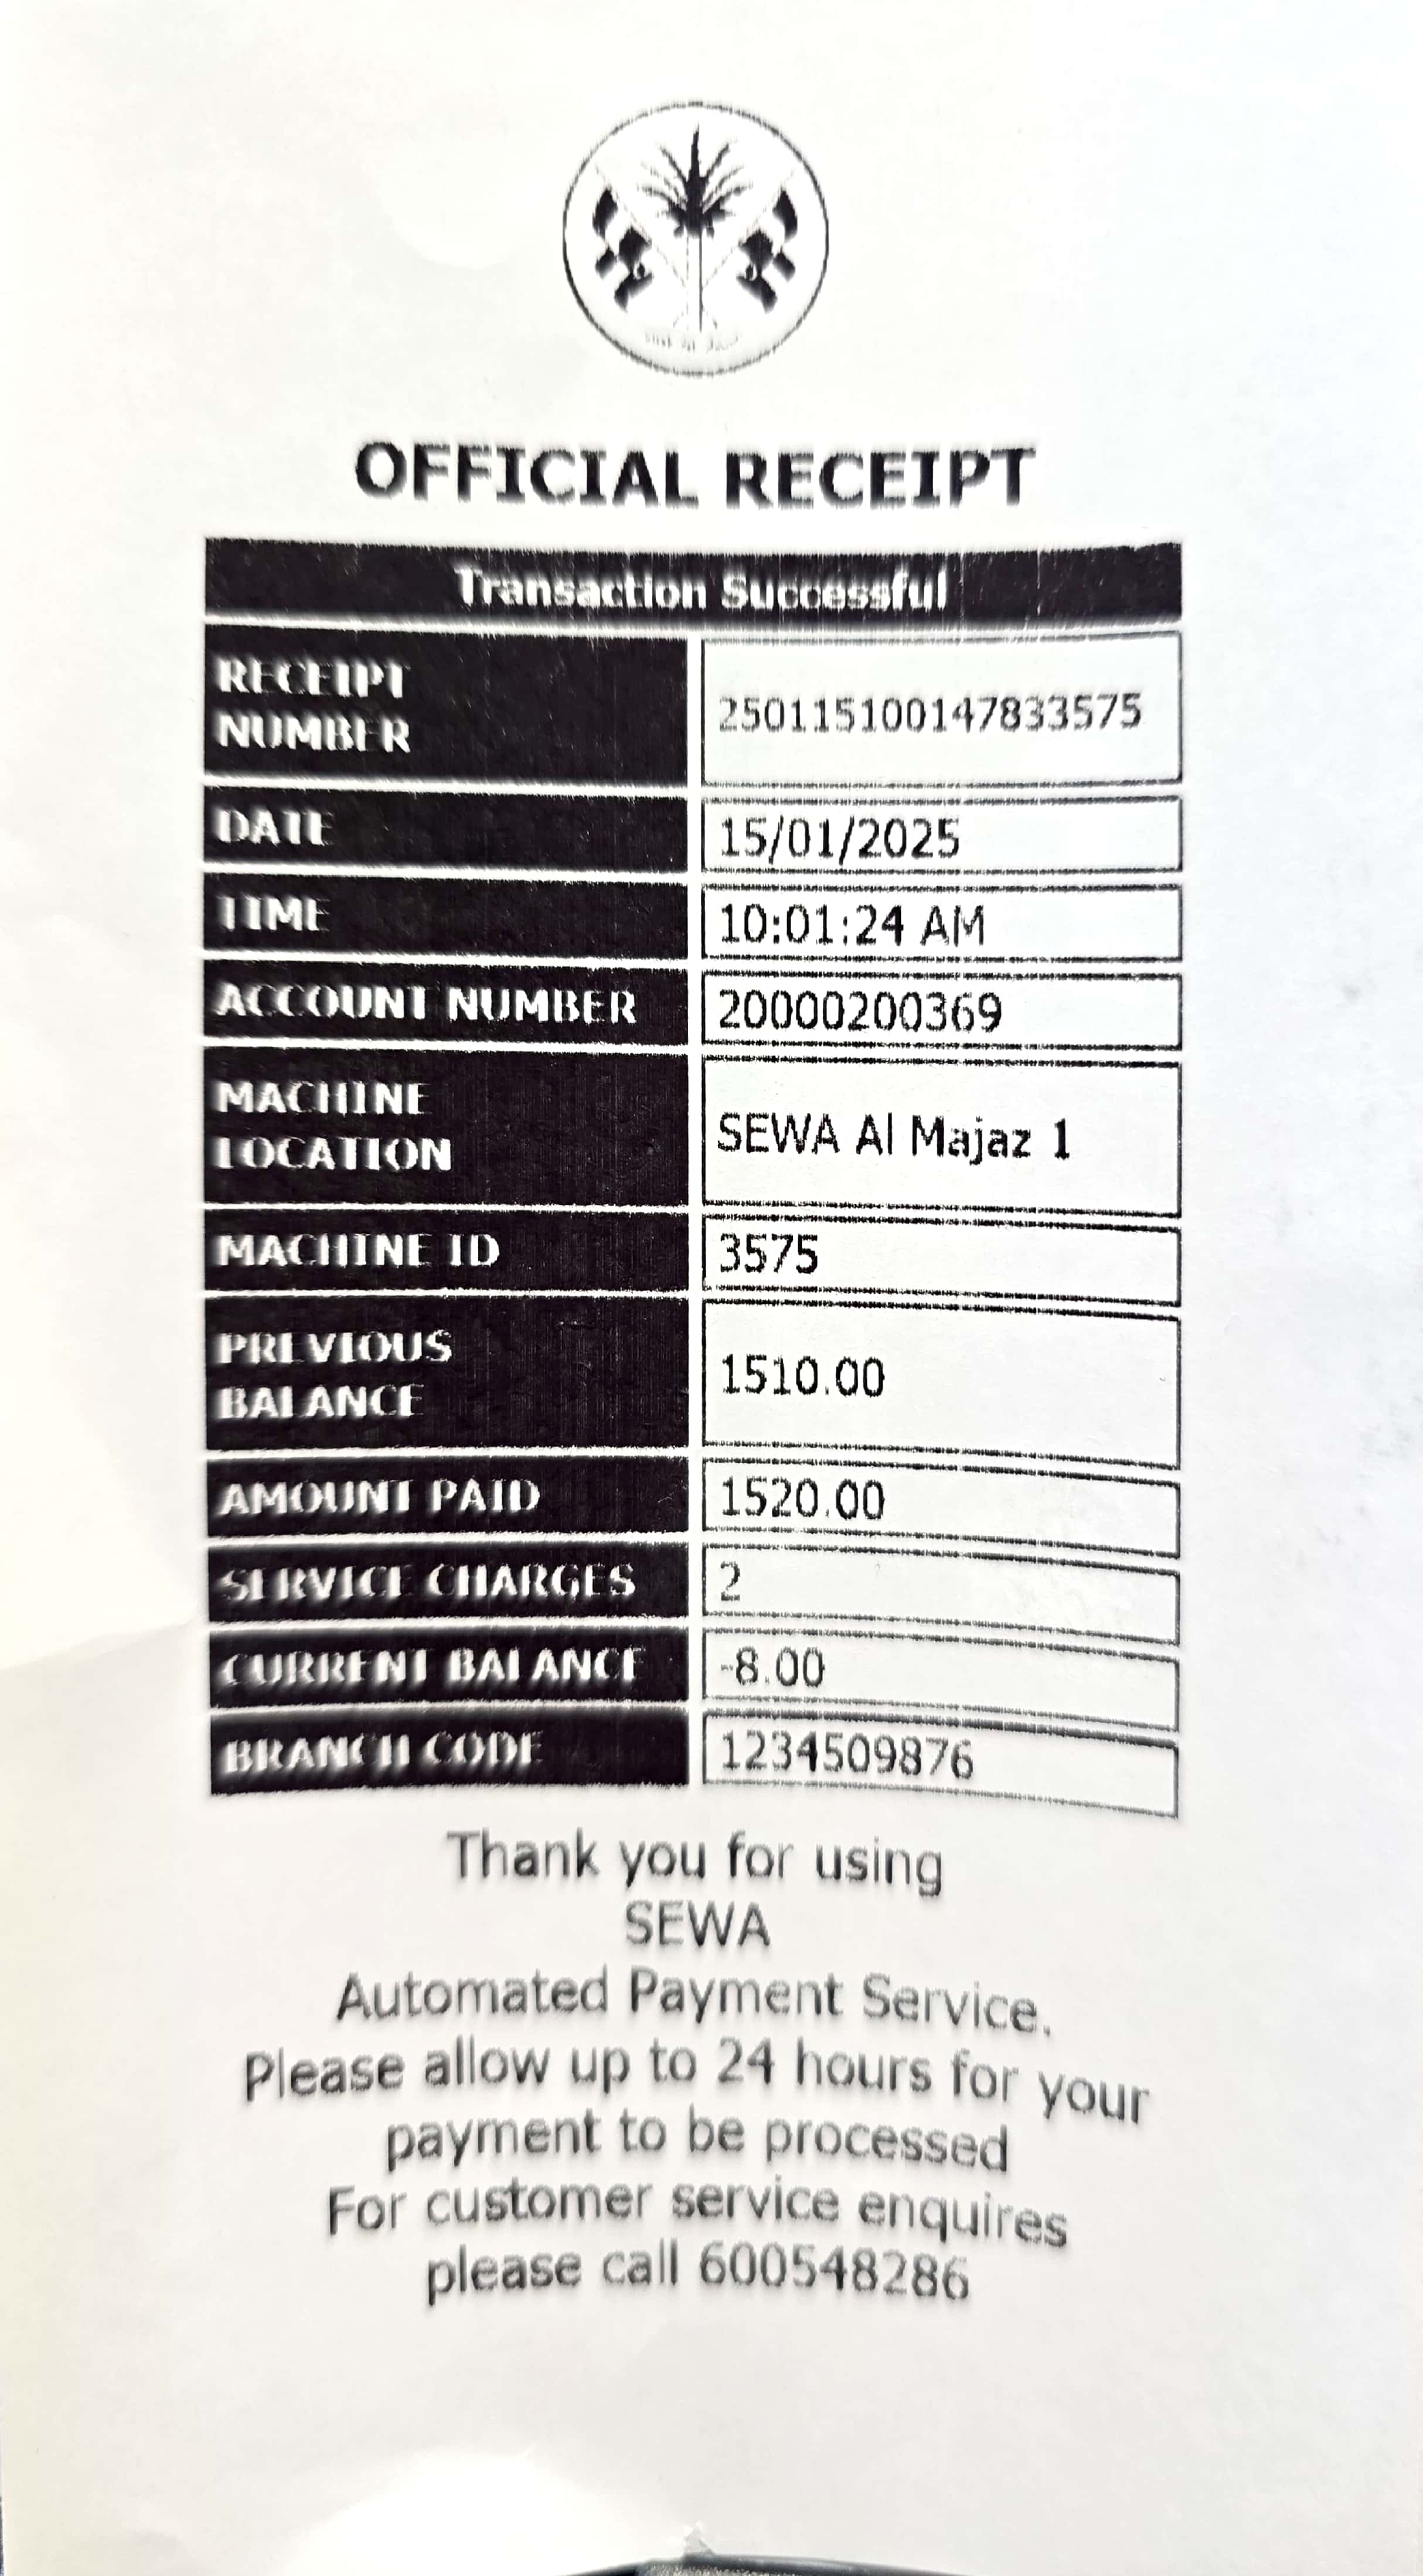 OFFICIAL RECEIPT
Transaction Successful
RECEIPT
NUMBER
250115100147833575
DATE 15/01/2025
TIME 10:01:24 AM
ACCOUNT NUMBER 20000200369
MACHINE
LOCATION
SEWA Al Majaz 1
MACHINE ID 3575
PREVIOUS
BALANCE
1510.00
AMOUNT PAID 1520.00
SERVICE CHARGES 2
CURRENT BALANCE -8.00
BRANCH CODE 1234509876
Thank you for using
SEWA
Automated Payment Service.
Please allow up to 24 hours for your
payment to be processed
For customer service enquires
please call 600548286